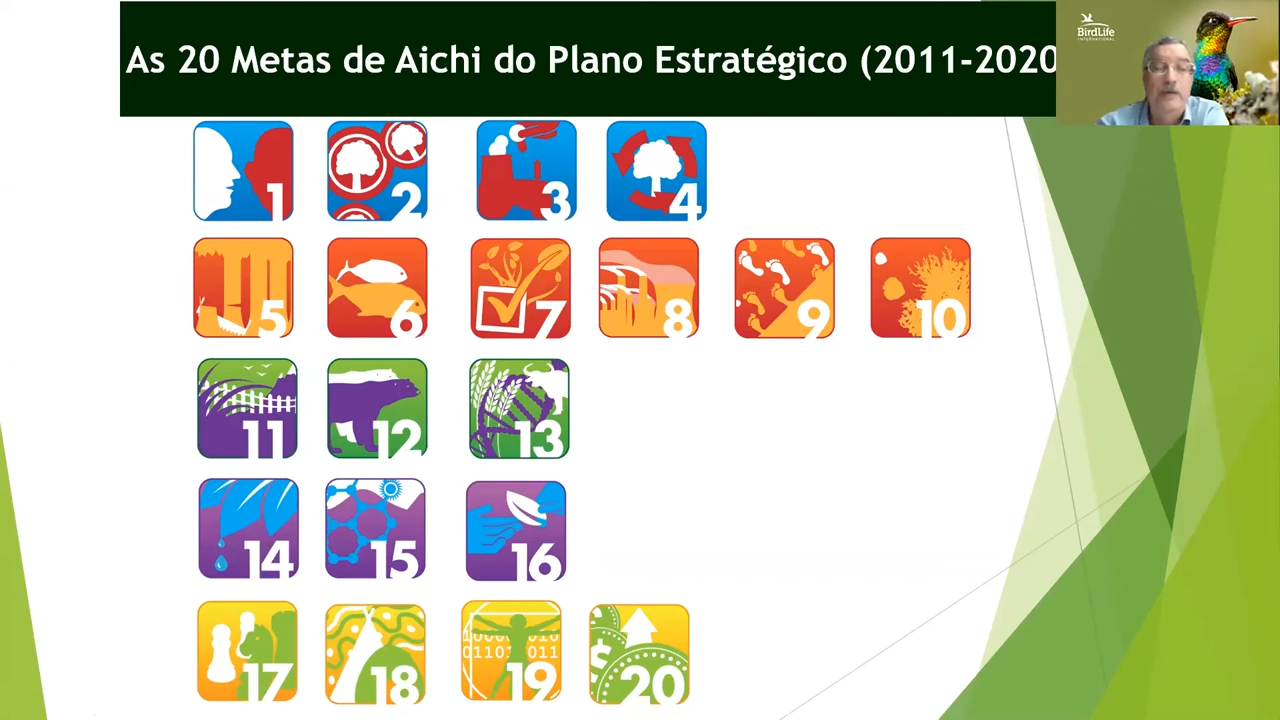 As 20 Metas de Aichi do Plano Estratégico (2011-2020
BirdLife
INTERNATIONAL
1 2 3 4
5 6 7 8 9 10
11 12 13
14 15 16
17 18 19 20